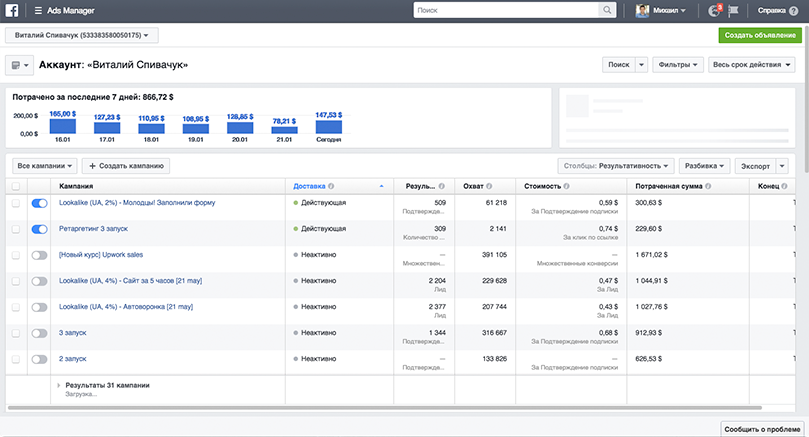 Ads Manager
Поиск
Михаил
3
Справка
Виталий Спивачук (533383580050175)
Создать объявление
Аккаунт: «Виталий Спивачук»
Поиск Фильтры Весь срок действия
Потрачено за последние 7 дней: 866,72 $
200,00 $
0,00 $
165,00 $ 127,23 $ 110,95 $ 108,95 $ 128,85 $ 78,21 $ 147,53 $
16.01 17.01 18.01 19.01 20.01 21.01 Сегодня
Все кампании + Создать кампанию Столбцы: Результативность Разбивка Экспорт
Кампания Доставка Резуль... Охват Стоимость Потраченная сумма Конец
Lookalike (UA, 2%) - Молодцы! Заполнили форму Действующая 509 61 218 0,59 $ 300,63 $
Подтвержде... За Подтверждение подписки
Ретаргетинг 3 запуск Действующая 309 2 141 0,74 $ 229,60 $
Количество ... За клик по ссылке
[Новый курс] Upwork sales Неактивно — 391 105 — 1 671,02 $
Множествен... Множественные конверсии
Lookalike (UA, 4%) - Сайт за 5 часов [21 may] Неактивно 2 204 229 628 0,47 $ 1 044,91 $
Лид За Лид
Lookalike (UA, 4%) - Автоворонка [21 may] Неактивно 2 377 207 744 0,43 $ 1 027,76 $
Лид За Лид
3 запуск Неактивно 1 344 316 667 0,68 $ 912,93 $
Подтвержде... За Подтверждение подписки
2 запуск Неактивно — 133 826 — 626,53 $
Подтвержде... За Подтверждение подписки
Результаты 31 кампании
Загрузка...
Сообщить о проблеме